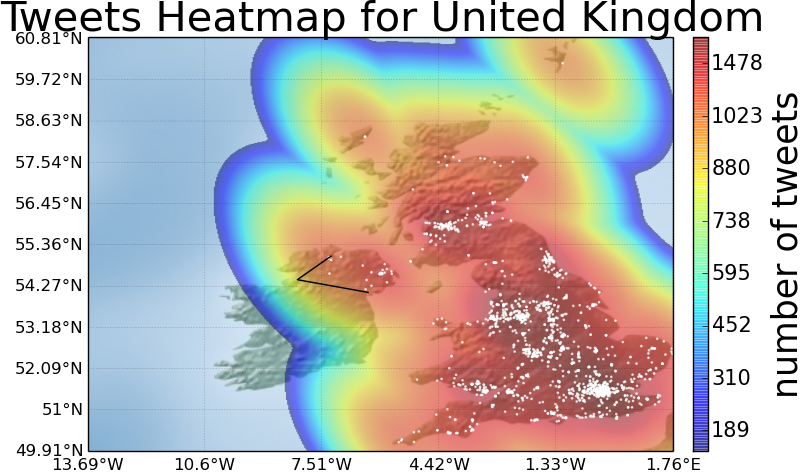 Tweets Heatmap for United Kingdom
60.81°N
59.72°N
58.63°N
57.54°N
56.45°N
55.36°N
54.27°N
53.18°N
52.09°N
51°N
49.91°N
13.69°W 10.6°W 7.51°W 4.42°W 1.33°W 1.76°E
1478
1023
880
738
595
452
310
189
number of tweets